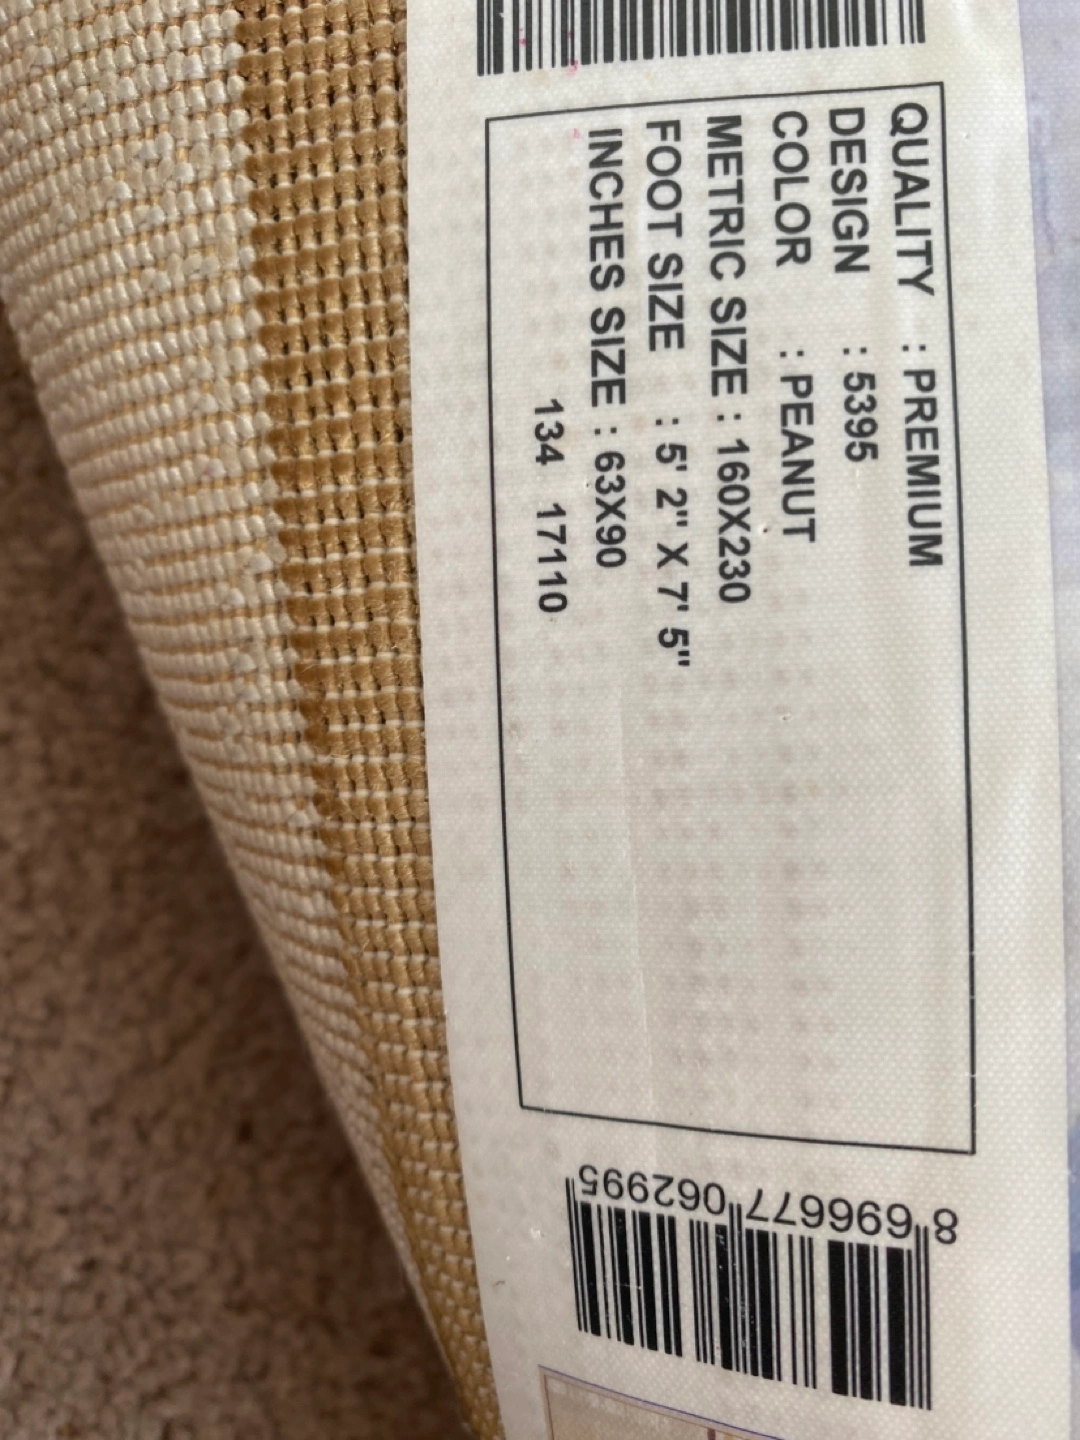 QUALITY : PREMIUM
DESIGN : 5395
COLOR : PEANUT
METRIC SIZE : 160X230
FOOT SIZE : 5' 2" X 7' 5"
INCHES SIZE : 63X90
134 17110
8 696677 062995